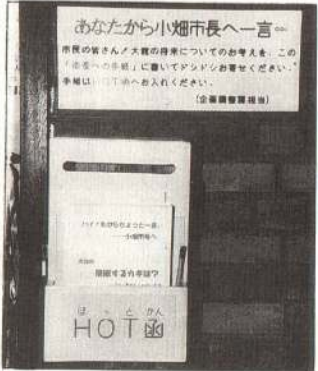 あなたから小畑市長へ一言…
市民の皆さん！大館の将来についてのお考えを、この
「市長への手紙」に書いてドシドシお寄せください。
手紙はHOT函へお入れください。
(企画調整課担当)
小畑市長へ
ほっとかん
HOT函